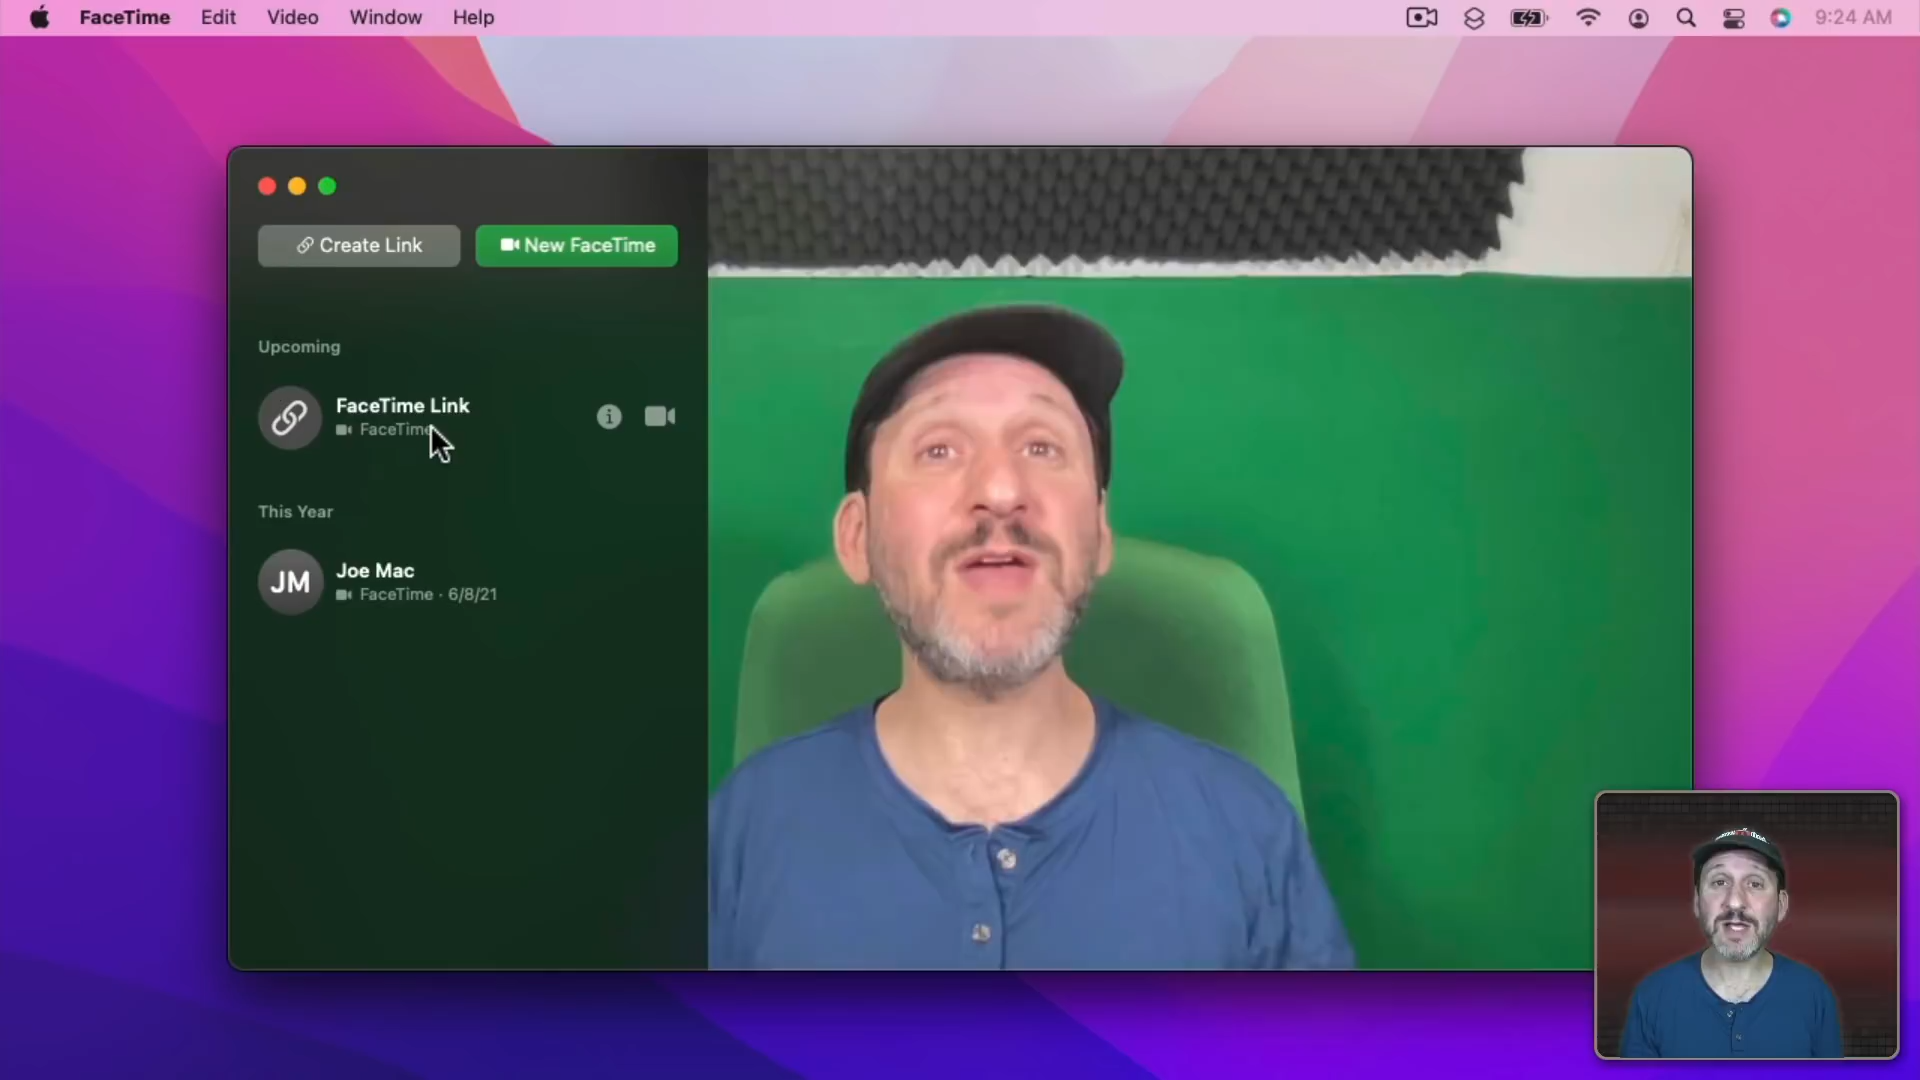 FaceTime Edit Video Window Help 9:24 AM
Create Link
New FaceTime
Upcoming
FaceTime Link
FaceTime
This Year
JM
Joe Mac
FaceTime · 6/8/21